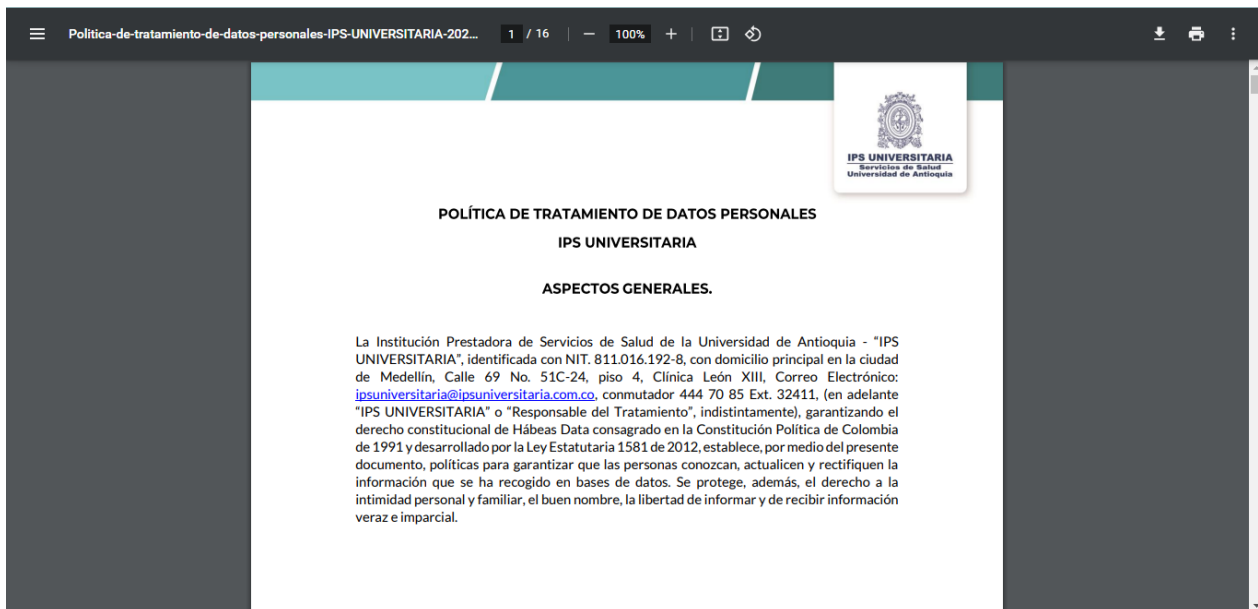 Politica-de-tratamiento-de-datos-personales-IPS-UNIVERSITARIA-202... 1 / 16 100%
IPS UNIVERSITARIA
Servicios de Salud
Universidad de Antioquia
POLÍTICA DE TRATAMIENTO DE DATOS PERSONALES
IPS UNIVERSITARIA
ASPECTOS GENERALES.
La Institución Prestadora de Servicios de Salud de la Universidad de Antioquia - "IPS
UNIVERSITARIA", identificada con NIT. 811.016.192-8, con domicilio principal en la ciudad
de Medellín, Calle 69 No. 51C-24, piso 4, Clínica León XIII, Correo Electrónico:
ipsuniversitaria@ipsuniversitaria.com.co, conmutador 444 70 85 Ext. 32411, (en adelante
"IPS UNIVERSITARIA" o "Responsable del Tratamiento", indistintamente), garantizando el
derecho constitucional de Hábeas Data consagrado en la Constitución Política de Colombia
de 1991 y desarrollado por la Ley Estatutaria 1581 de 2012, establece, por medio del presente
documento, políticas para garantizar que las personas conozcan, actualicen y rectifiquen la
información que se ha recogido en bases de datos. Se protege, además, el derecho a la
intimidad personal y familiar, el buen nombre, la libertad de informar y de recibir información
veraz e imparcial.